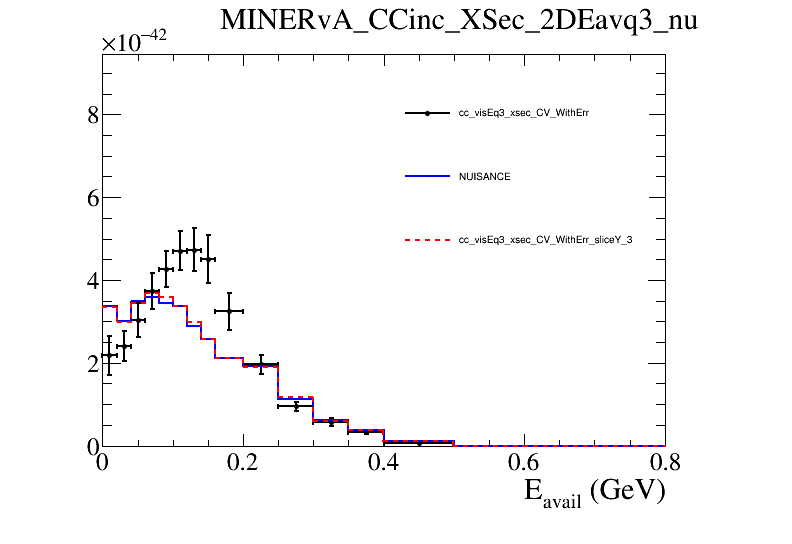 MINERvA_CCinc_XSec_2DEavq3_nu
×10⁻⁴²
8
cc_visEq3_xsec_CV_WithErr
NUISANCE
6
cc_visEq3_xsec_CV_WithErr_sliceY_3
4
2
0
0 0.2 0.4 0.6 0.8
E_avail (GeV)